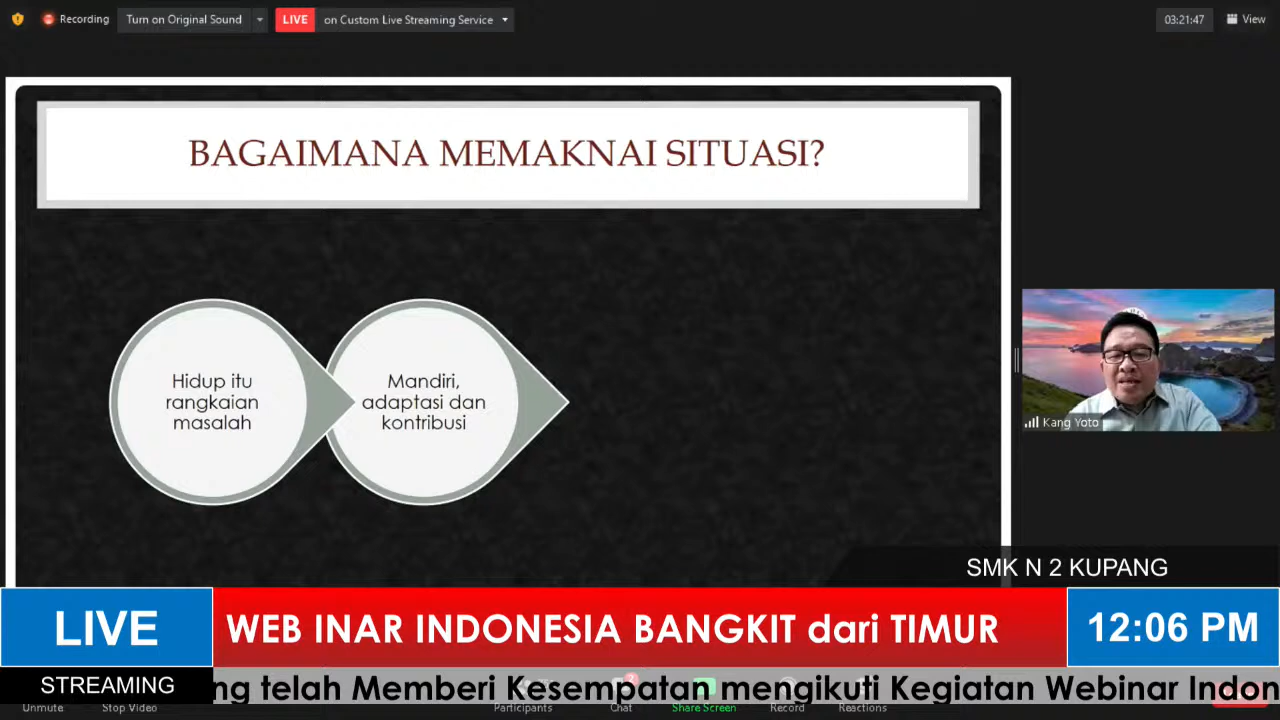 Recording
Turn on Original Sound
LIVE
on Custom Live Streaming Service
03:21:47
View
BAGAIMANA MEMAKNAI SITUASI?
Hidup itu
rangkaian
masalah
Mandiri,
adaptasi dan
kontribusi
Kang Yoto
SMK N 2 KUPANG
LIVE
WEB INAR INDONESIA BANGKIT dari TIMUR
12:06 PM
STREAMING
ng telah Memberi Kesempatan mengikuti Kegiatan Webinar Indon
Unmute
Stop Video
Participants
Chat
Share Screen
Record
Reactions